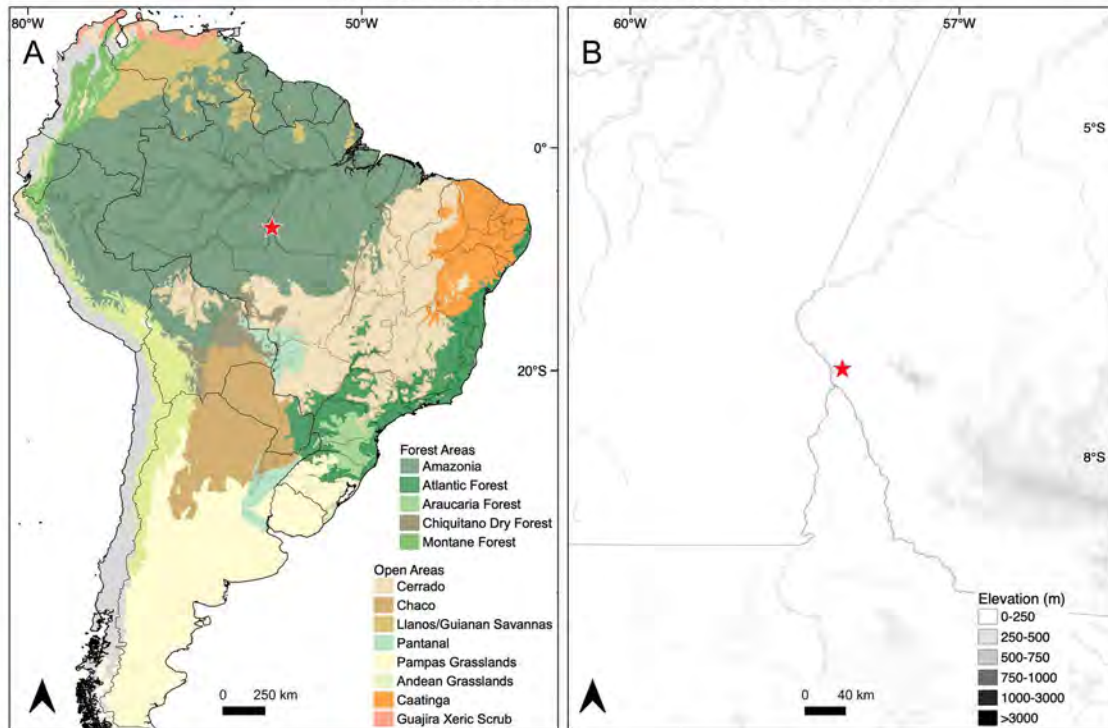 80°W
50°W
A
0°
20°S
Forest Areas
Amazonia
Atlantic Forest
Araucaria Forest
Chiquitano Dry Forest
Montane Forest
Open Areas
Cerrado
Chaco
Llanos/Guianan Savannas
Pantanal
Pampas Grasslands
Andean Grasslands
Caatinga
Guajira Xeric Scrub
0 250 km
60°W
57°W
B
5°S
8°S
Elevation (m)
0-250
250-500
500-750
750-1000
1000-3000
>3000
0 40 km